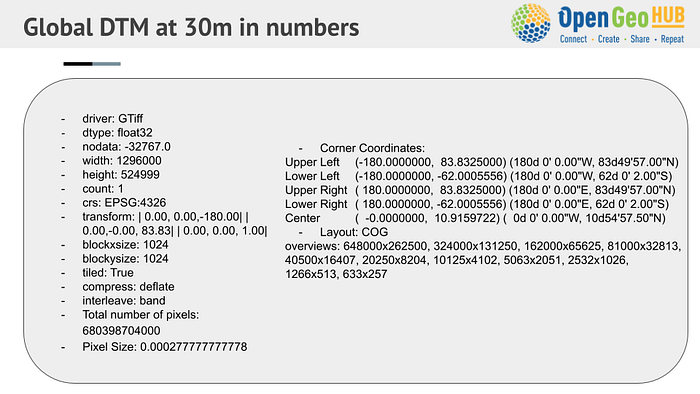 Global DTM at 30m in numbers
OpenGeoHUB
Connect · Create · Share · Repeat
- driver: GTiff
- dtype: float32
- nodata: -32767.0
- width: 1296000
- height: 524999
- count: 1
- crs: EPSG:4326
- transform: | 0.00, 0.00,-180.00| |
0.00,-0.00, 83.83| | 0.00, 0.00, 1.00|
- blockxsize: 1024
- blockysize: 1024
- tiled: True
- compress: deflate
- interleave: band
- Total number of pixels:
680398704000
- Pixel Size: 0.000277777777778
- Corner Coordinates:
Upper Left (-180.0000000, 83.8325000) (180d 0' 0.00"W, 83d49'57.00"N)
Lower Left (-180.0000000, -62.0005556) (180d 0' 0.00"W, 62d 0' 2.00"S)
Upper Right ( 180.0000000, 83.8325000) (180d 0' 0.00"E, 83d49'57.00"N)
Lower Right ( 180.0000000, -62.0005556) (180d 0' 0.00"E, 62d 0' 2.00"S)
Center ( -0.0000000, 10.9159722) ( 0d 0' 0.00"W, 10d54'57.50"N)
- Layout: COG
overviews: 648000x262500, 324000x131250, 162000x65625, 81000x32813,
40500x16407, 20250x8204, 10125x4102, 5063x2051, 2532x1026,
1266x513, 633x257